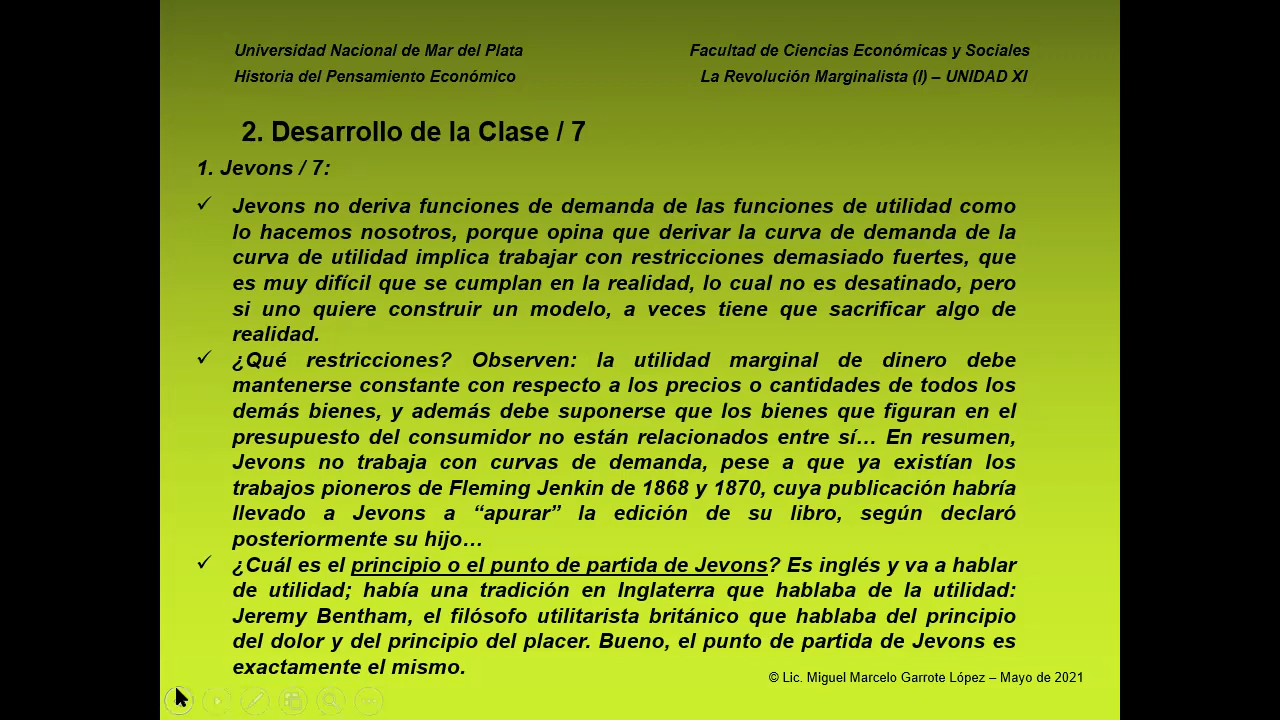 Universidad Nacional de Mar del Plata
Facultad de Ciencias Económicas y Sociales
Historia del Pensamiento Económico
La Revolución Marginalista (I) – UNIDAD XI
2. Desarrollo de la Clase / 7
1. Jevons / 7:
✓ Jevons no deriva funciones de demanda de las funciones de utilidad como
lo hacemos nosotros, porque opina que derivar la curva de demanda de la
curva de utilidad implica trabajar con restricciones demasiado fuertes, que
es muy difícil que se cumplan en la realidad, lo cual no es desatinado, pero
si uno quiere construir un modelo, a veces tiene que sacrificar algo de
realidad.
✓ ¿Qué restricciones? Observen: la utilidad marginal de dinero debe
mantenerse constante con respecto a los precios o cantidades de todos los
demás bienes, y además debe suponerse que los bienes que figuran en el
presupuesto del consumidor no están relacionados entre sí… En resumen,
Jevons no trabaja con curvas de demanda, pese a que ya existían los
trabajos pioneros de Fleming Jenkin de 1868 y 1870, cuya publicación habría
llevado a Jevons a “apurar” la edición de su libro, según declaró
posteriormente su hijo…
✓ ¿Cuál es el principio o el punto de partida de Jevons? Es inglés y va a hablar
de utilidad; había una tradición en Inglaterra que hablaba de la utilidad:
Jeremy Bentham, el filósofo utilitarista británico que hablaba del principio
del dolor y del principio del placer. Bueno, el punto de partida de Jevons es
exactamente el mismo.
© Lic. Miguel Marcelo Garrote López – Mayo de 2021